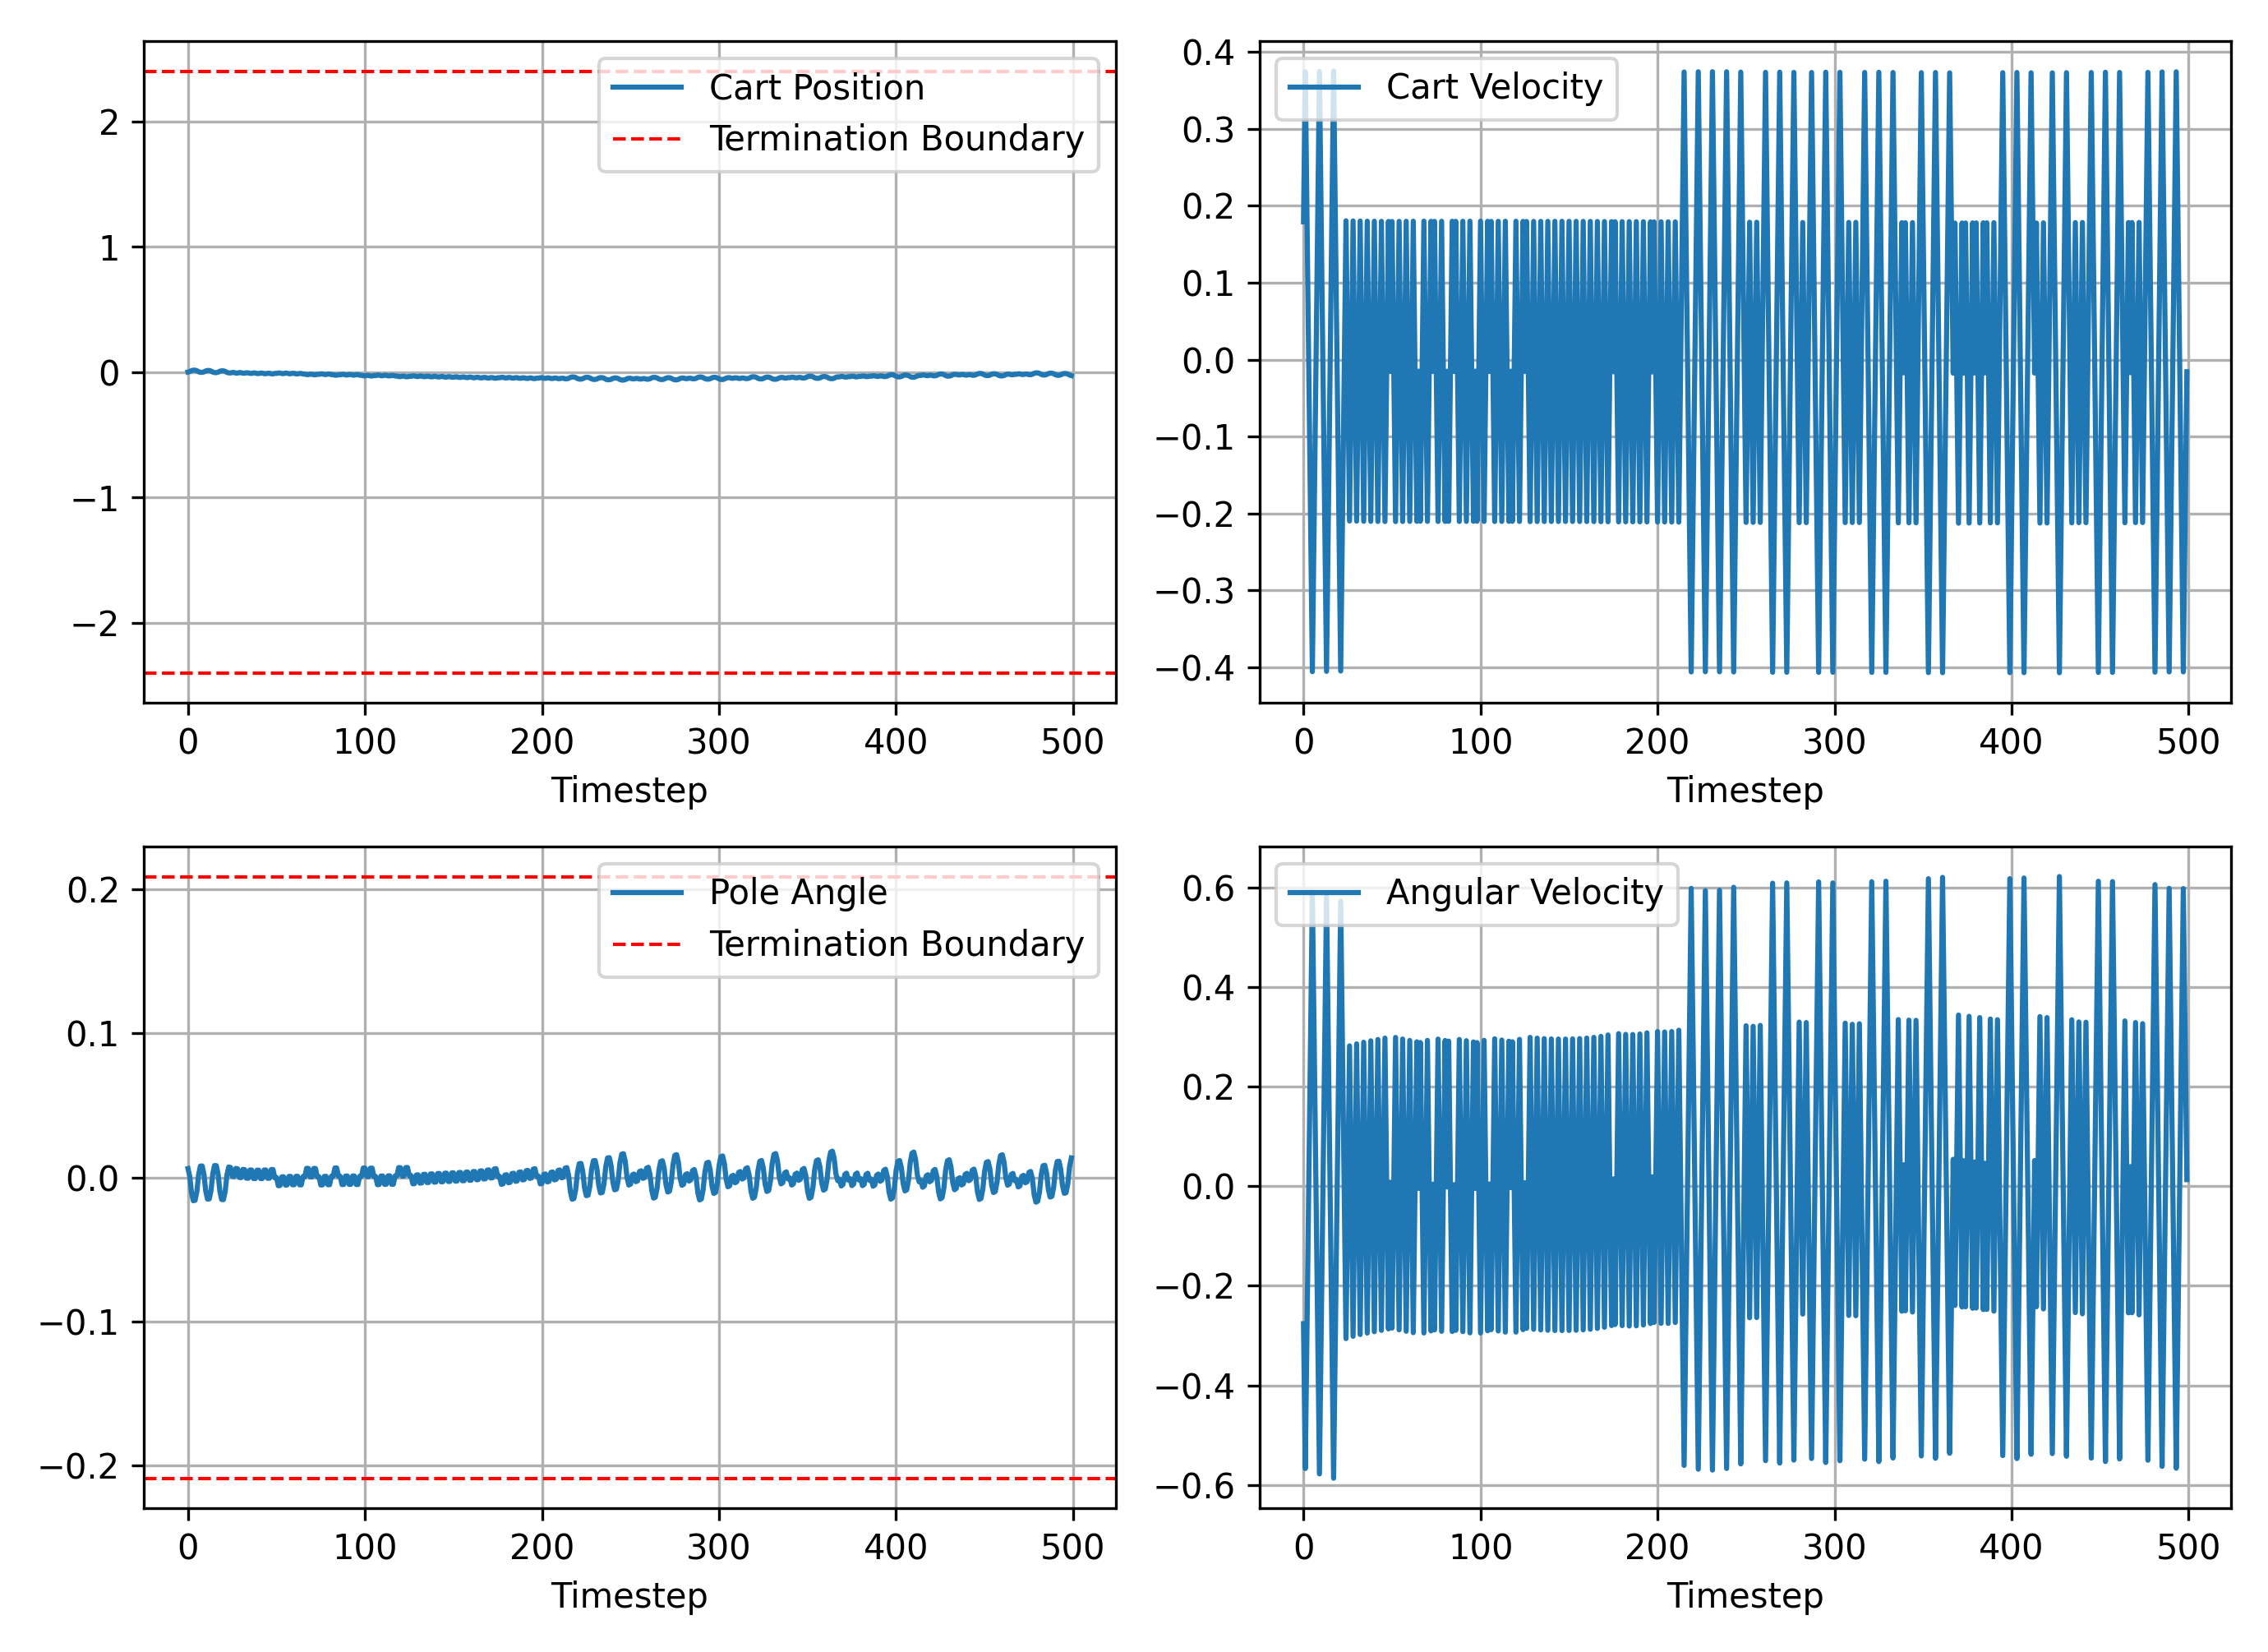 Cart Position
Termination Boundary
2
1
0
−1
−2
0 100 200 300 400 500
Timestep
Cart Velocity
0.4
0.3
0.2
0.1
0.0
−0.1
−0.2
−0.3
−0.4
0 100 200 300 400 500
Timestep
Pole Angle
Termination Boundary
0.2
0.1
0.0
−0.1
−0.2
0 100 200 300 400 500
Timestep
Angular Velocity
0.6
0.4
0.2
0.0
−0.2
−0.4
−0.6
0 100 200 300 400 500
Timestep